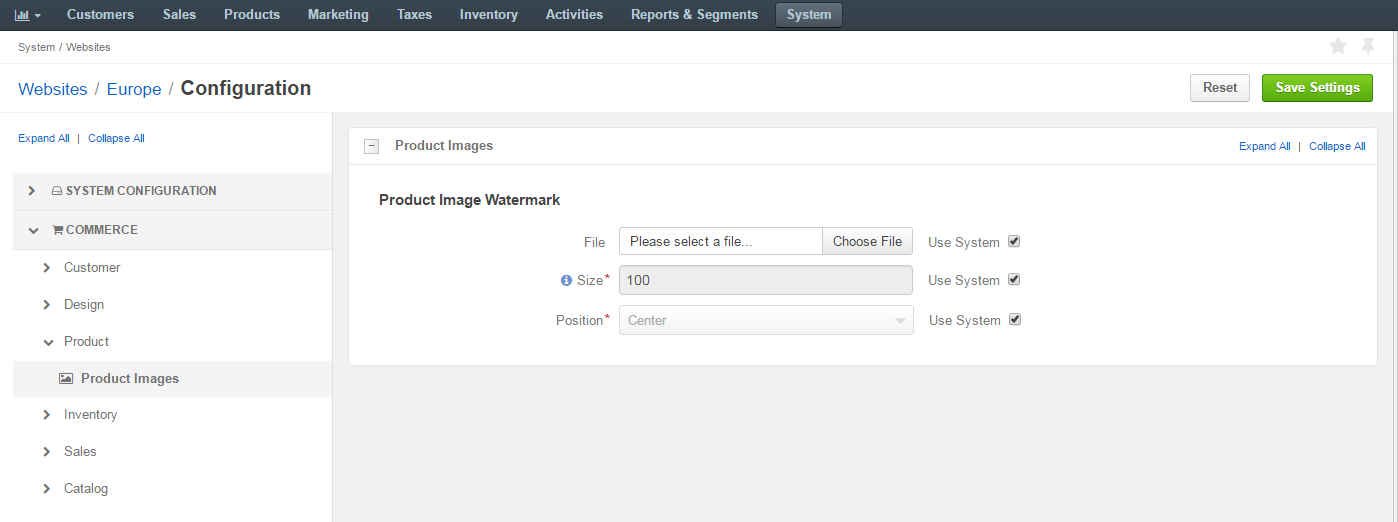 Customers Sales Products Marketing Taxes Inventory Activities Reports & Segments System
System / Websites
Websites / Europe / Configuration Reset Save Settings
Expand All | Collapse All
SYSTEM CONFIGURATION
COMMERCE
Customer
Design
Product
Product Images
Inventory
Sales
Catalog
Product Images Expand All | Collapse All
Product Image Watermark
File Please select a file... Choose File Use System
Size* 100 Use System
Position* Center Use System